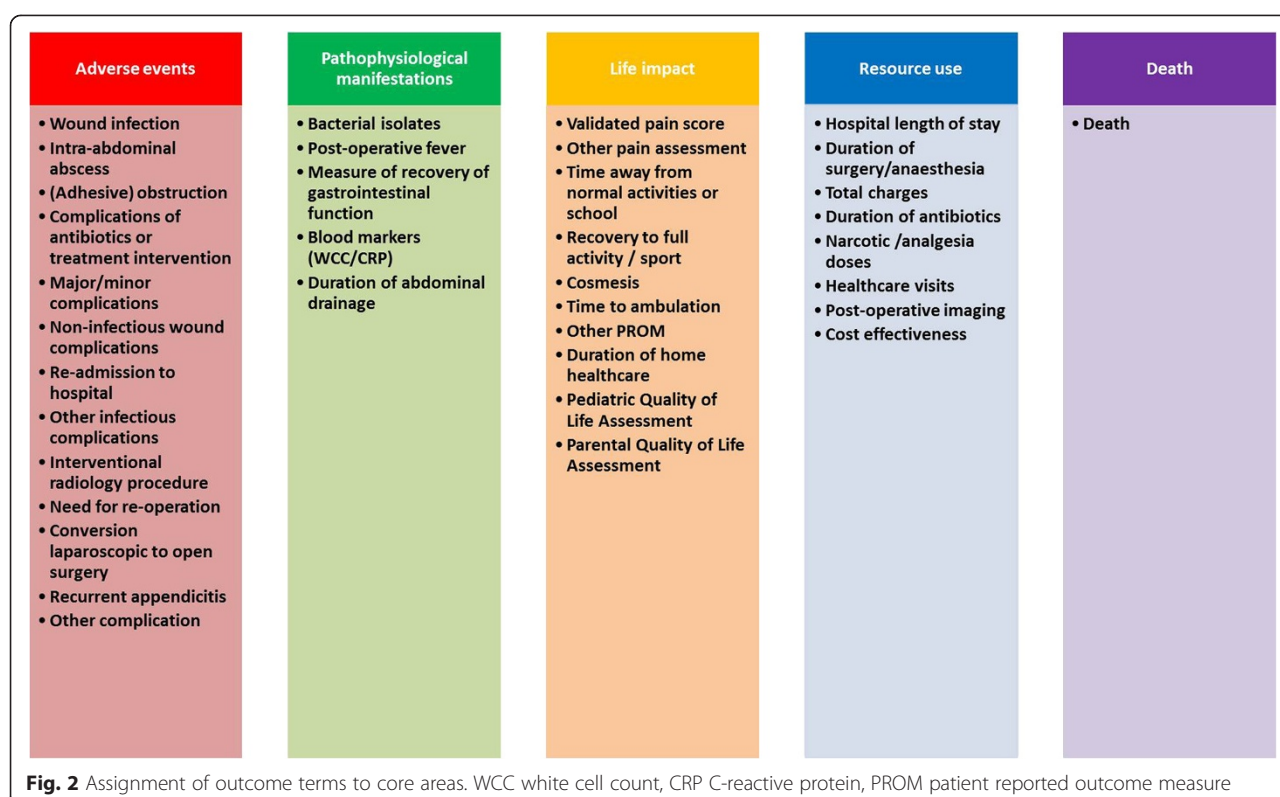 Adverse events
• Wound infection
• Intra-abdominal
abscess
• (Adhesive) obstruction
• Complications of
antibiotics or
treatment intervention
• Major/minor
complications
• Non-infectious wound
complications
• Re-admission to
hospital
• Other infectious
complications
• Interventional
radiology procedure
• Need for re-operation
• Conversion
laparoscopic to open
surgery
• Recurrent appendicitis
• Other complication
Pathophysiological
manifestations
• Bacterial isolates
• Post-operative fever
• Measure of recovery of
gastrointestinal
function
• Blood markers
(WCC/CRP)
• Duration of abdominal
drainage
Life impact
• Validated pain score
• Other pain assessment
• Time away from
normal activities or
school
• Recovery to full
activity / sport
• Cosmesis
• Time to ambulation
• Other PROM
• Duration of home
healthcare
• Pediatric Quality of
Life Assessment
• Parental Quality of Life
Assessment
Resource use
• Hospital length of stay
• Duration of
surgery/anaesthesia
• Total charges
• Duration of antibiotics
• Narcotic /analgesia
doses
• Healthcare visits
• Post-operative imaging
• Cost effectiveness
Death
• Death
Fig. 2 Assignment of outcome terms to core areas. WCC white cell count, CRP C-reactive protein, PROM patient reported outcome measure